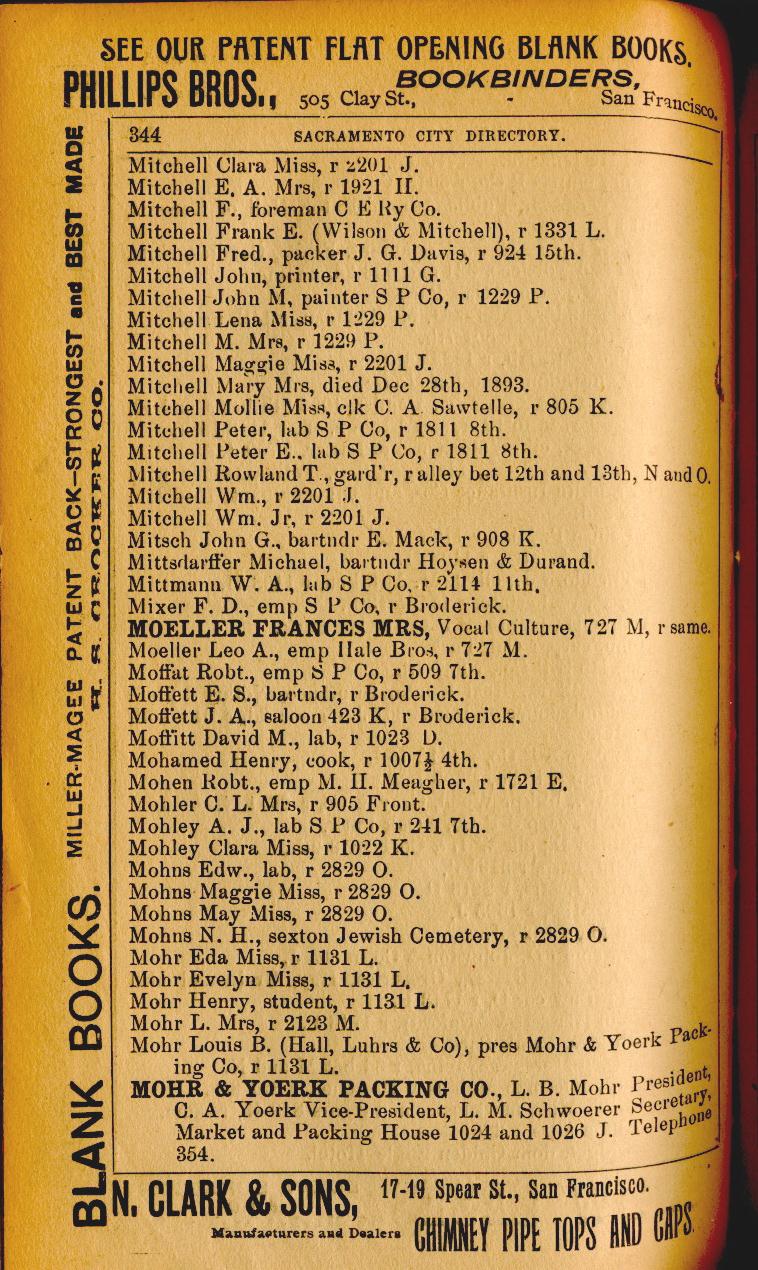 SEE OUR PATENT FLAT OPENING BLANK BOOKS.
PHILLIPS BROS., 505 Clay St., BOOKBINDERS, - San Francisco.
BLANK BOOKS. MILLER-MAGEE PATENT BACK—STRONGEST and BEST MADE
H. S. CROCKER CO.
344 SACRAMENTO CITY DIRECTORY.
Mitchell Clara Miss, r 2201 J.
Mitchell E. A. Mrs, r 1921 H.
Mitchell F., foreman C E Ry Co.
Mitchell Frank E. (Wilson & Mitchell), r 1331 L.
Mitchell Fred., packer J. G. Davis, r 924 15th.
Mitchell John, printer, r 1111 G.
Mitchell John M, painter S P Co, r 1229 P.
Mitchell Lena Miss, r 1229 P.
Mitchell M. Mrs, r 1229 P.
Mitchell Maggie Miss, r 2201 J.
Mitchell Mary Mrs, died Dec 28th, 1893.
Mitchell Mollie Miss, clk C. A. Sawtelle, r 805 K.
Mitchell Peter, lab S P Co, r 1811 8th.
Mitchell Peter E., lab S P Co, r 1811 8th.
Mitchell Rowland T., gard'r, r alley bet 12th and 13th, N and O.
Mitchell Wm., r 2201 J.
Mitchell Wm. Jr, r 2201 J.
Mitsch John G., bartndr E. Mack, r 908 K.
Mittsdarffer Michael, bartndr Hoysen & Durand.
Mittmann W. A., lab S P Co, r 2114 11th.
Mixer F. D., emp S P Co, r Broderick.
MOELLER FRANCES MRS, Vocal Culture, 727 M, r same.
Moeller Leo A., emp Hale Bros, r 727 M.
Moffat Robt., emp S P Co, r 509 7th.
Moffett E. S., bartndr, r Broderick.
Moffett J. A., saloon 423 K, r Broderick.
Moffitt David M., lab, r 1023 D.
Mohamed Henry, cook, r 1007½ 4th.
Mohen Robt., emp M. H. Meagher, r 1721 E.
Mohler C. L. Mrs, r 905 Front.
Mohley A. J., lab S P Co, r 241 7th.
Mohley Clara Miss, r 1022 K.
Mohns Edw., lab, r 2829 O.
Mohns Maggie Miss, r 2829 O.
Mohns May Miss, r 2829 O.
Mohns N. H., sexton Jewish Cemetery, r 2829 O.
Mohr Eda Miss, r 1131 L.
Mohr Evelyn Miss, r 1131 L.
Mohr Henry, student, r 1131 L.
Mohr L. Mrs, r 2123 M.
Mohr Louis B. (Hall, Luhrs & Co), pres Mohr & Yoerk Pack-
ing Co, r 1131 L.
MOHR & YOERK PACKING CO., L. B. Mohr President,
C. A. Yoerk Vice-President, L. M. Schwoerer Secretary,
Market and Packing House 1024 and 1026 J. Telephone
354.
N. CLARK & SONS, 17-19 Spear St., San Francisco.
Manufacturers and Dealers CHIMNEY PIPE TOPS AND CAPS.